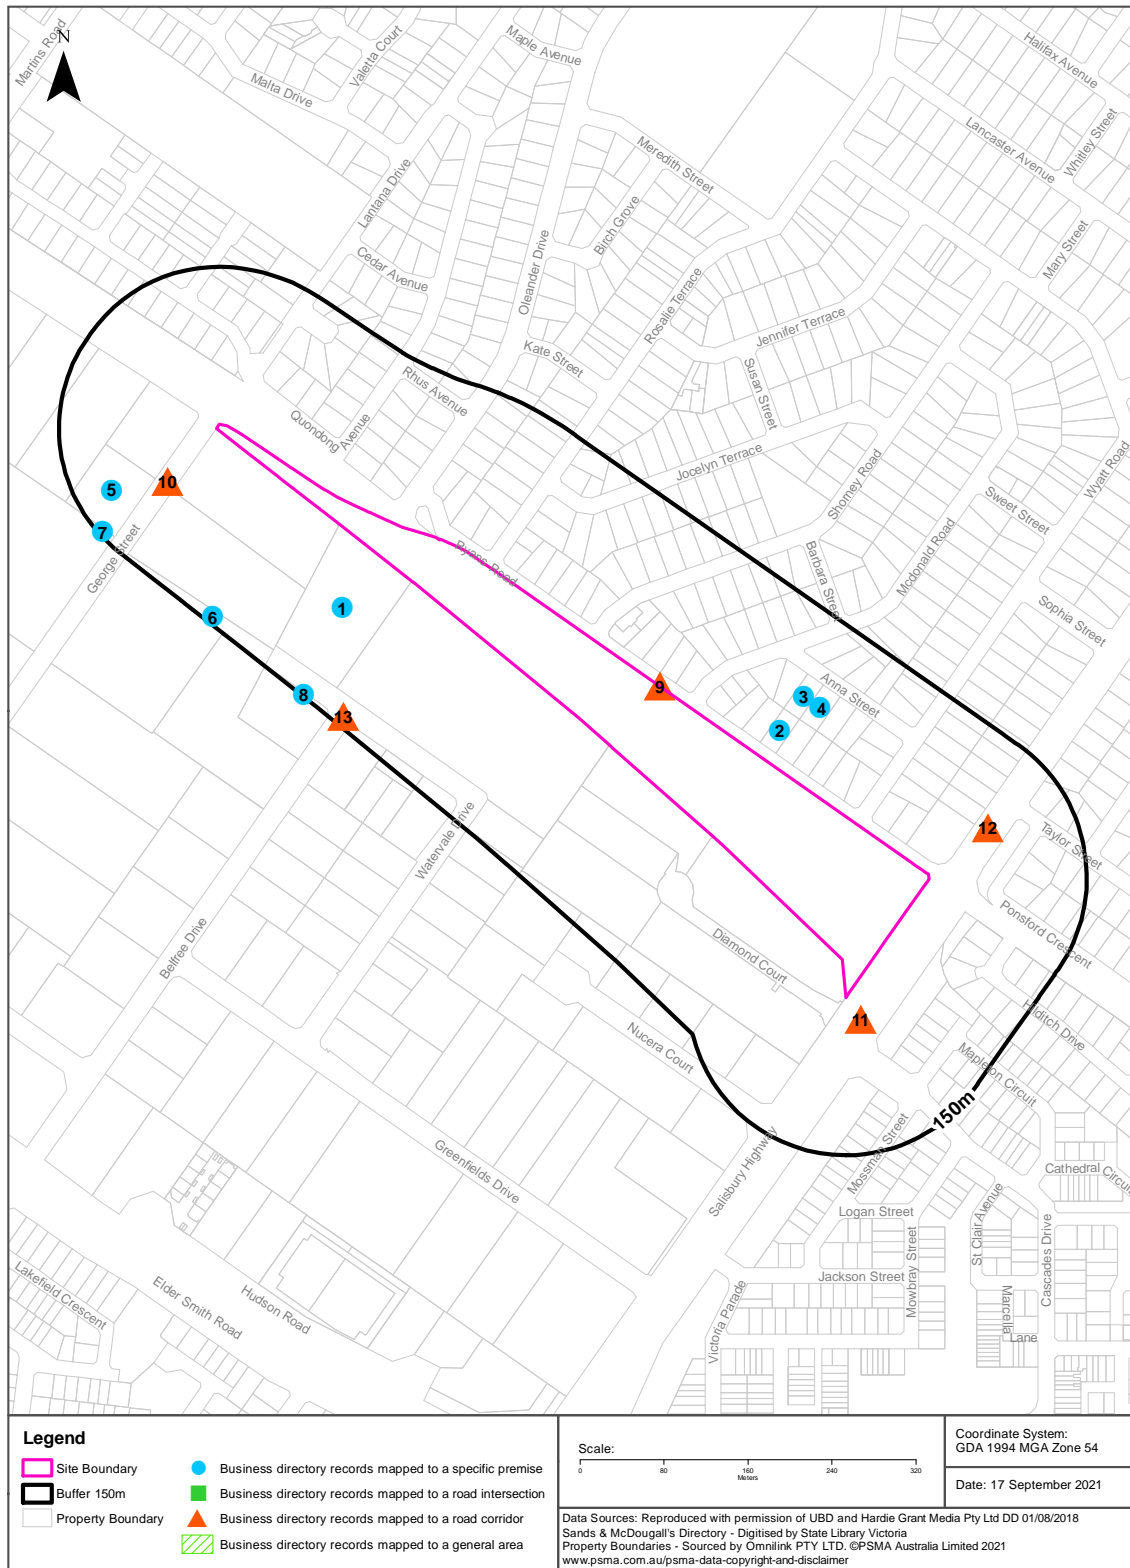 N
Martins Road
Valetta Court
Maple Avenue
Malta Drive
Halifax Avenue
Lancaster Avenue
Whitley Street
Meredith Street
Lantana Drive
Birch Grove
Mary Street
Cedar Avenue
Oleander Drive
Rosalie Terrace
Jennifer Terrace
Kate Street
Susan Street
Rhus Avenue
Quondong Avenue
Jocelyn Terrace
Shorney Road
Wyatt Road
Sweet Street
5
10
7
George Street
Ryans Road
Barbara Street
Mcdonald Road
Sophia Street
1
6
8
13
9
Anna Street
3
4
2
12
Taylor Street
Watervale Drive
Belfree Drive
Diamond Court
Ponsford Crescent
11
Nucera Court
Hilditch Drive
Mapleton Circuit
150m
Mossman Street
Salisbury Highway
Greenfields Drive
Cathedral Circuit
Logan Street
St Clair Avenue
Cascades Drive
Mowbray Street
Jackson Street
Victoria Parade
Marcella Lane
Lakefield Crescent
Elder Smith Road
Hudson Road
Legend
Site Boundary
Buffer 150m
Property Boundary
Business directory records mapped to a specific premise
Business directory records mapped to a road intersection
Business directory records mapped to a road corridor
Business directory records mapped to a general area
Scale:
0 80 160 240 320
Meters
Coordinate System:
GDA 1994 MGA Zone 54
Date: 17 September 2021
Data Sources: Reproduced with permission of UBD and Hardie Grant Media Pty Ltd DD 01/08/2018
Sands & McDougall's Directory - Digitised by State Library Victoria
Property Boundaries - Sourced by Omnilink PTY LTD. ©PSMA Australia Limited 2021
www.psma.com.au/psma-data-copyright-and-disclaimer